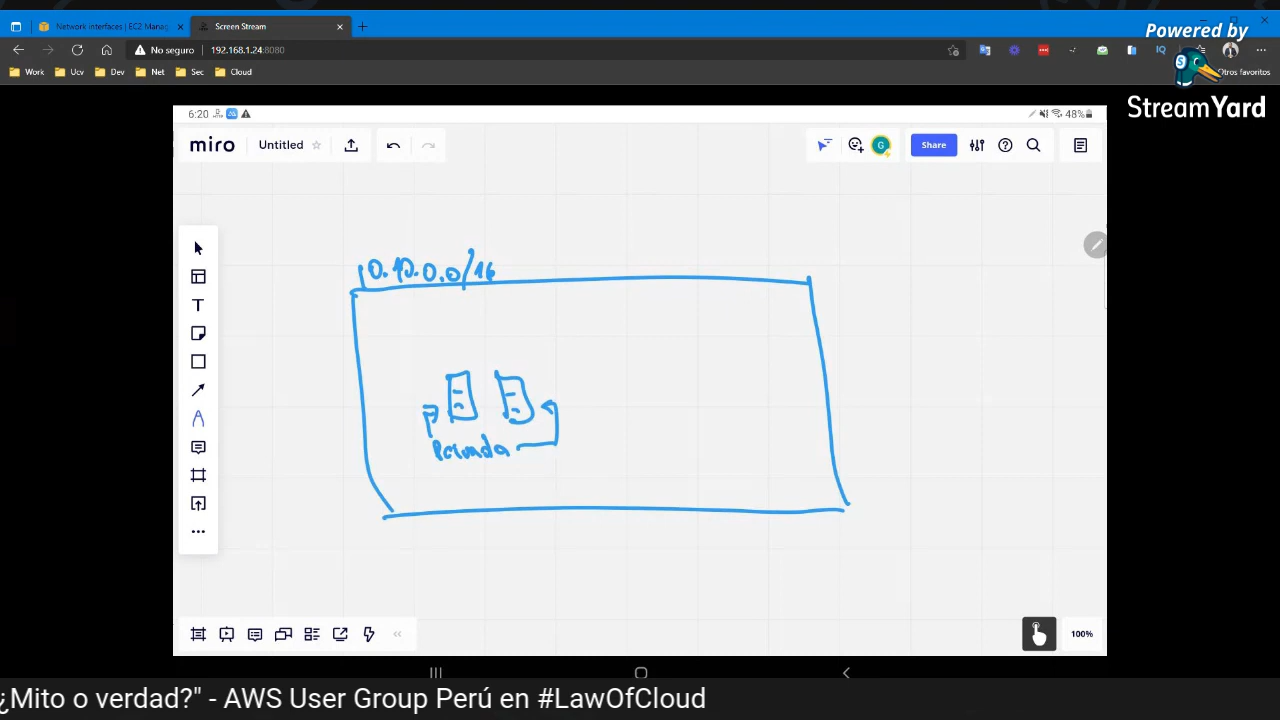 Network interfaces | EC2 Manag
Screen Stream
Powered by
No seguro
192.168.1.24:8080
IQ
Work
Ucv
Dev
Net
Sec
Cloud
Otros favoritos
StreamYard
6:20
48%
miro
Untitled
G
Share
T
10.10.0.0/16
Privada
100%
¿Mito o verdad?" - AWS User Group Perú en #LawOfCloud